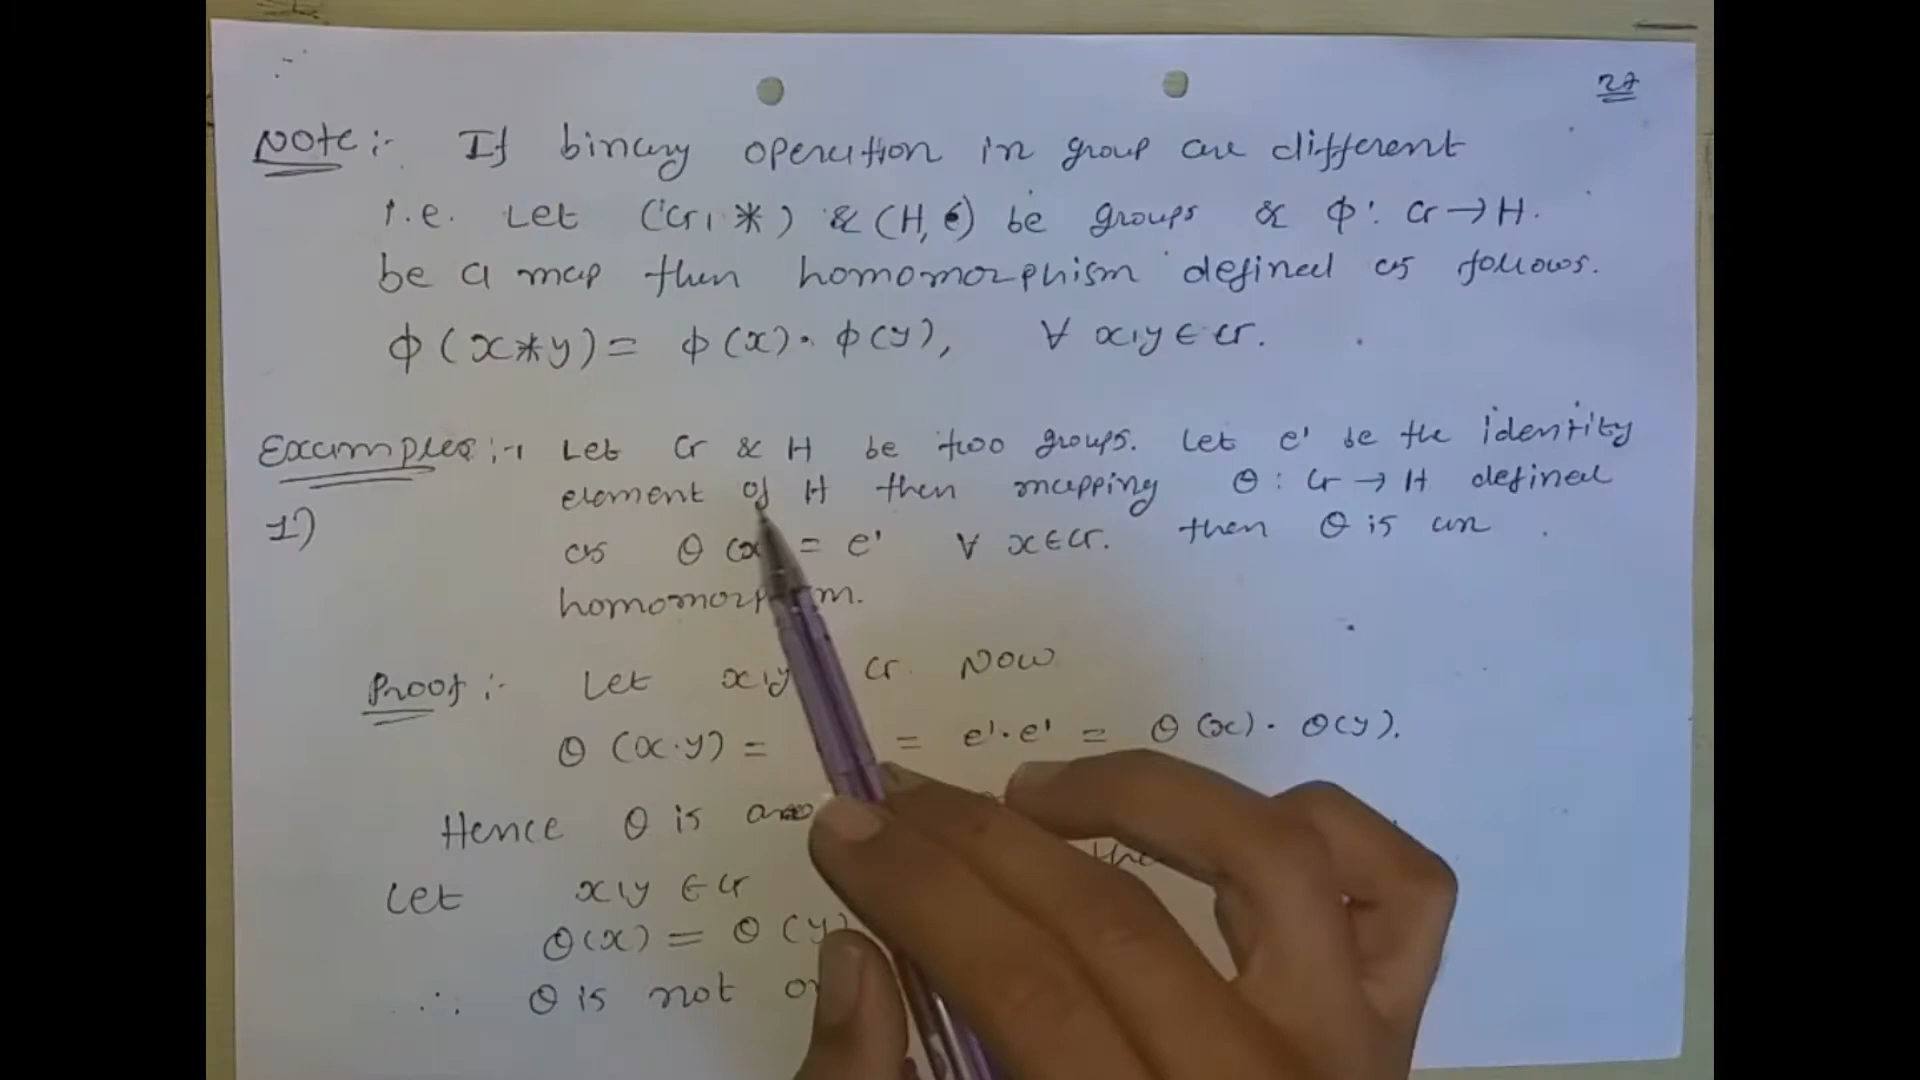 27
Note:- If binary operation in group are different
i.e. Let (G, *) & (H, ·) be groups & φ: G → H.
be a map then homomorphism defined as follows.
φ(x*y) = φ(x)·φ(y), ∀ x,y ∈ G.
Examples:- Let G & H be two groups. Let e' be the identity
element of H then mapping θ: G → H defined
1)
as θ(x) = e' ∀ x ∈ G. then θ is an
homomorphism.
Proof:- Let x,y G. Now
θ(x·y) = = e'·e' = θ(x)·θ(y).
Hence θ is
Let x,y ∈ G
θ(x) = θ(y)
∴ θ is not